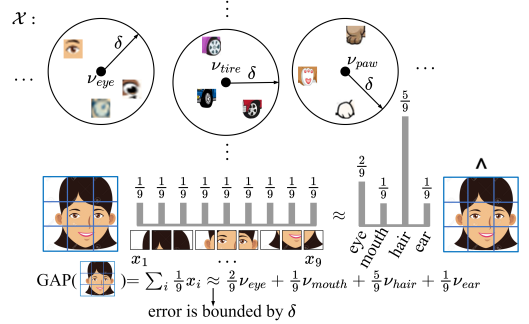 𝒳 :
δ
ν_eye
ν_tire
δ
ν_paw
δ
...
...
1/9 1/9 1/9 1/9 1/9 1/9 1/9 1/9 1/9
≈
2/9 1/9 5/9 1/9
^
eye mouth hair ear
x_1 ... x_9
GAP( ) = ∑_i 1/9 x_i ≈ 2/9 ν_eye + 1/9 ν_mouth + 5/9 ν_hair + 1/9 ν_ear
error is bounded by δ